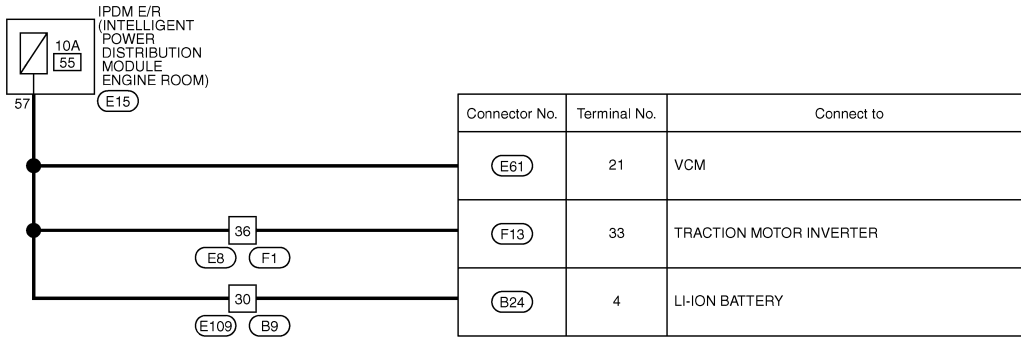 IPDM E/R
(INTELLIGENT
POWER
DISTRIBUTION
MODULE
ENGINE ROOM)
10A
55
57
E15
Connector No. Terminal No. Connect to
E61 21 VCM
36
E8 F1
F13 33 TRACTION MOTOR INVERTER
30
E109 B9
B24 4 LI-ION BATTERY